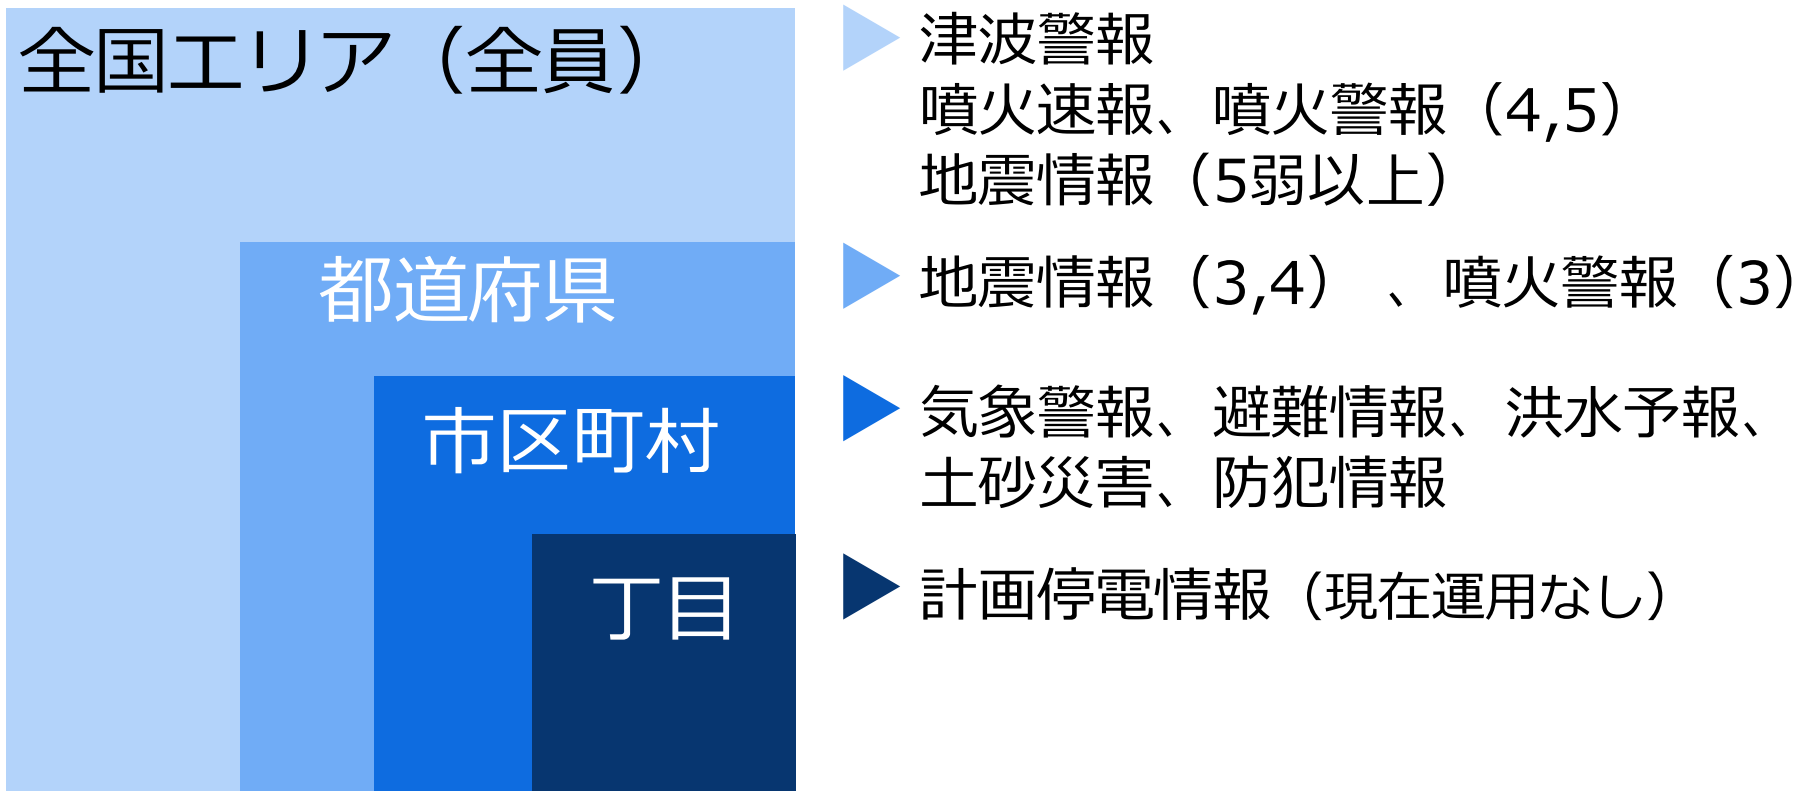 全国エリア（全員）
津波警報
噴火速報、噴火警報（4,5）
地震情報（5弱以上）
都道府県
地震情報（3,4） 、噴火警報（3）
市区町村
気象警報、避難情報、洪水予報、
土砂災害、防犯情報
丁目
計画停電情報（現在運用なし）